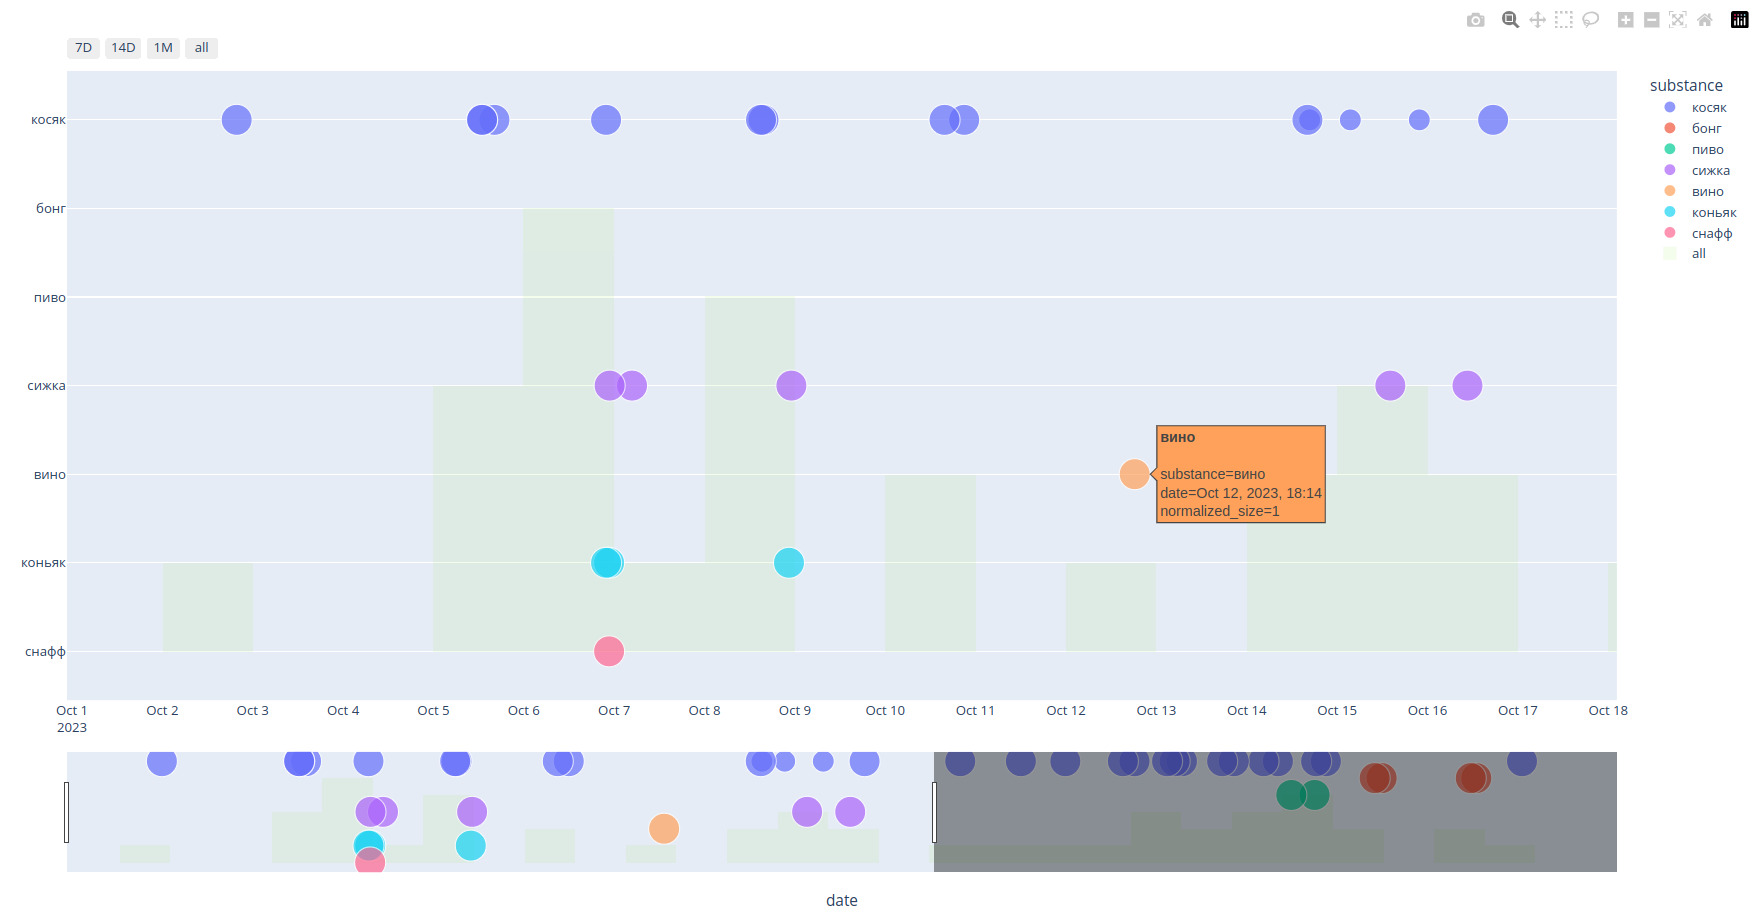 7D 14D 1M all
substance
косяк
бонг
пиво
сижка
вино
коньяк
снафф
all
косяк
бонг
пиво
сижка
вино
коньяк
снафф
вино
substance=вино
date=Oct 12, 2023, 18:14
normalized_size=1
Oct 1 Oct 2 Oct 3 Oct 4 Oct 5 Oct 6 Oct 7 Oct 8 Oct 9 Oct 10 Oct 11 Oct 12 Oct 13 Oct 14 Oct 15 Oct 16 Oct 17 Oct 18
2023
date